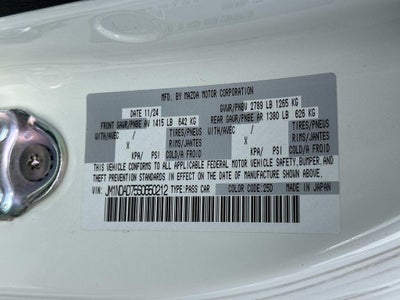 MFD. BY MAZDA MOTOR CORPORATION
DATE 11/24 GVWR/PNBV 2789 LB 1265 KG
FRONT GAWR/PNBE AV 1415 LB 642 KG REAR GAWR/PNBE AR 1380 LB 626 KG
WITH/AVEC / TIRES/PNEUS WITH/AVEC / TIRES/PNEUS
X RIMS/JANTES X RIMS/JANTES
KPA/ PSI COLD/A FROID KPA/ PSI COLD/A FROID
THIS VEHICLE CONFORMS TO ALL APPLICABLE FEDERAL MOTOR VEHICLE SAFETY, BUMPER, AND
THEFT PREVENTION STANDARDS IN EFFECT ON THE DATE OF MANUFACTURE SHOWN ABOVE.
TYPE:PASS CAR COLOR CODE:25D MADE IN JAPAN